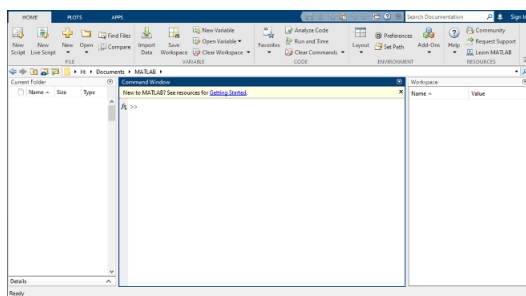 HOME PLOTS APPS Search Documentation Sign In
New Script New Live Script New Open Find Files Compare Import Data Save Workspace New Variable Open Variable Clear Workspace Favorites Analyze Code Run and Time Clear Commands Layout Preferences Set Path Add-Ons Help Community Request Support Learn MATLAB
FILE VARIABLE CODE ENVIRONMENT RESOURCES
H: Documents MATLAB
Current Folder Command Window Workspace
Name Size Type New to MATLAB? See resources for Getting Started. Name Value
fx >>
Details
Ready